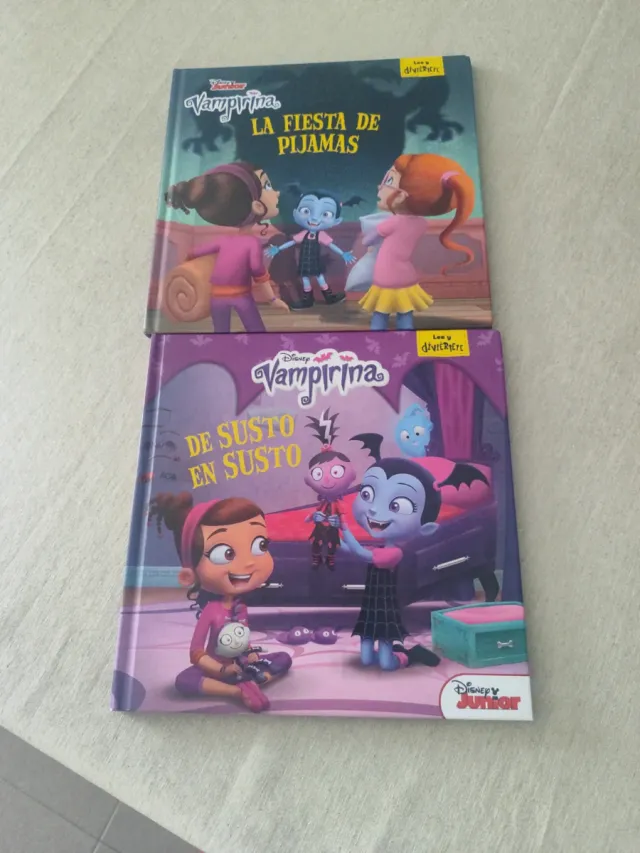 Lee y
DIVIÉRTETE
Disney
Junior
Vampirina
LA FIESTA DE
PIJAMAS
Lee y
DIVIÉRTETE
Disney
Vampirina
DE SUSTO
EN SUSTO
Disney
Junior